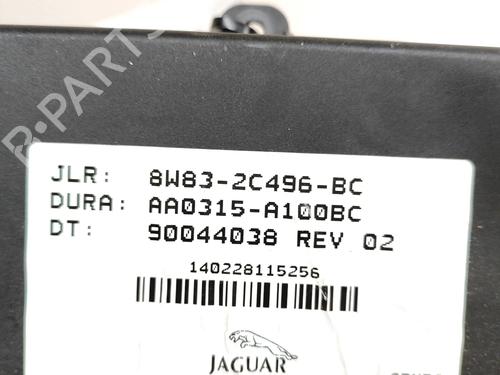 B-PARTS
JLR: 8W83-2C496-BC
DURA: AA0315-A100BC
DT: 90044038 REV 02
140228115256
JAGUAR